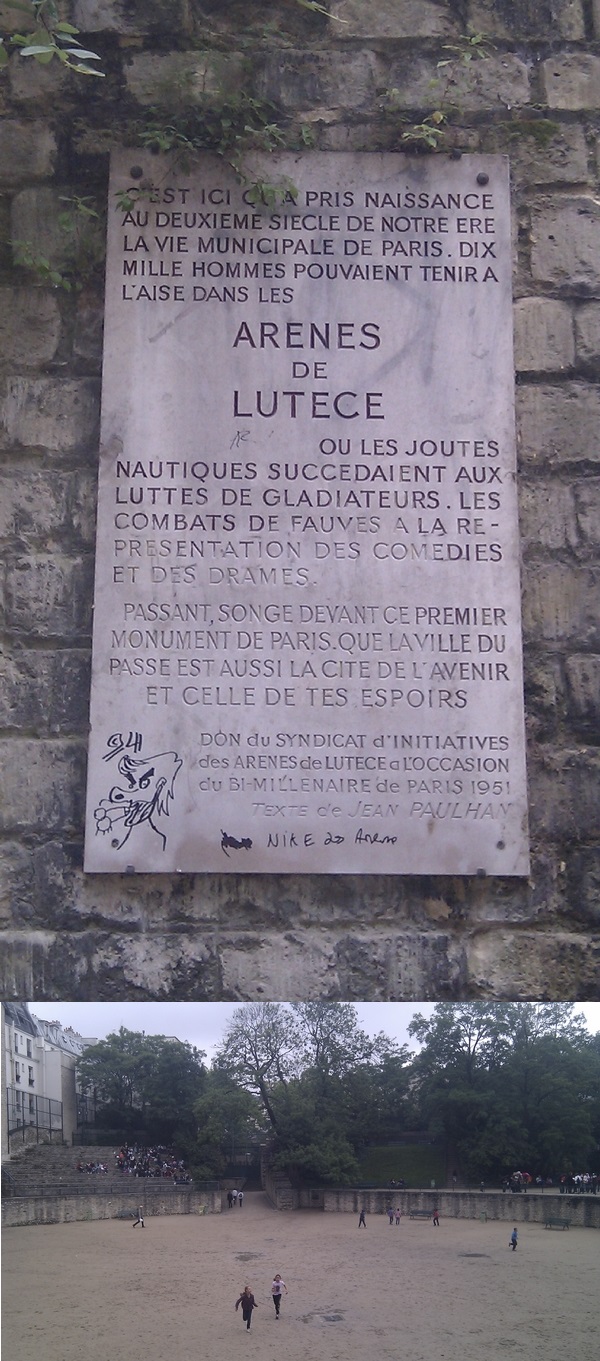 C'EST ICI QU'A PRIS NAISSANCE
AU DEUXIEME SIECLE DE NOTRE ERE
LA VIE MUNICIPALE DE PARIS. DIX
MILLE HOMMES POUVAIENT TENIR A
L'AISE DANS LES
ARENES
DE
LUTECE
OU LES JOUTES
NAUTIQUES SUCCEDAIENT AUX
LUTTES DE GLADIATEURS. LES
COMBATS DE FAUVES A LA RE-
PRESENTATION DES COMEDIES
ET DES DRAMES.
PASSANT, SONGE DEVANT CE PREMIER
MONUMENT DE PARIS. QUE LA VILLE DU
PASSE EST AUSSI LA CITE DE L'AVENIR
ET CELLE DE TES ESPOIRS
94
DON du SYNDICAT d'INITIATIVES
des ARENES de LUTECE a L'OCCASION
du BI-MILLENAIRE de PARIS 1951
TEXTE de JEAN PAULHAN
NIKE